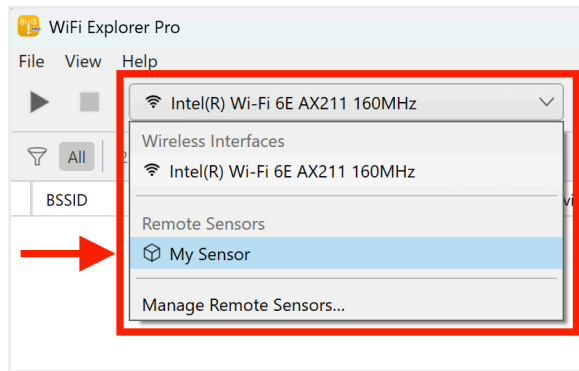 WiFi Explorer Pro
File View Help
Intel(R) Wi-Fi 6E AX211 160MHz
Wireless Interfaces
All
Intel(R) Wi-Fi 6E AX211 160MHz
BSSID
Remote Sensors
My Sensor
Manage Remote Sensors...